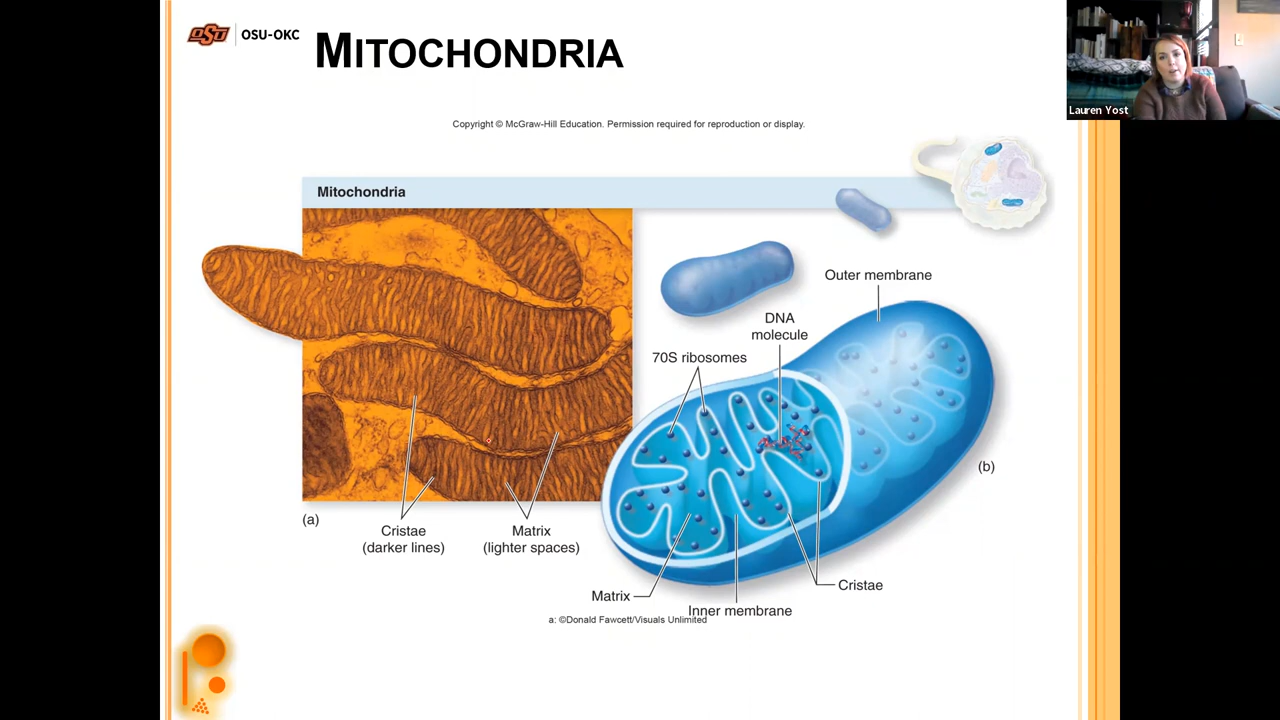 OSU
OSU-OKC
MITOCHONDRIA
Lauren Yost
Copyright © McGraw-Hill Education. Permission required for reproduction or display.
Mitochondria
Outer membrane
DNA
molecule
70S ribosomes
(b)
(a)
Cristae
(darker lines)
Matrix
(lighter spaces)
Cristae
Matrix
Inner membrane
a: ©Donald Fawcett/Visuals Unlimited